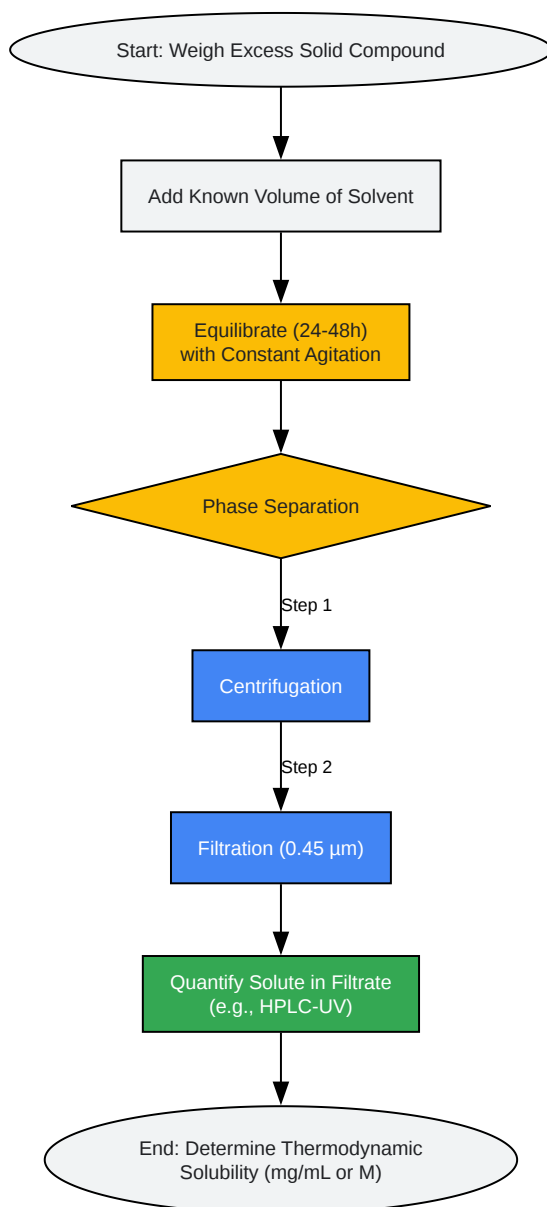 Start: Weigh Excess Solid Compound
Add Known Volume of Solvent
Equilibrate (24-48h)
with Constant Agitation
Phase Separation
Step 1
Centrifugation
Step 2
Filtration (0.45 µm)
Quantify Solute in Filtrate
(e.g., HPLC-UV)
End: Determine Thermodynamic
Solubility (mg/mL or M)